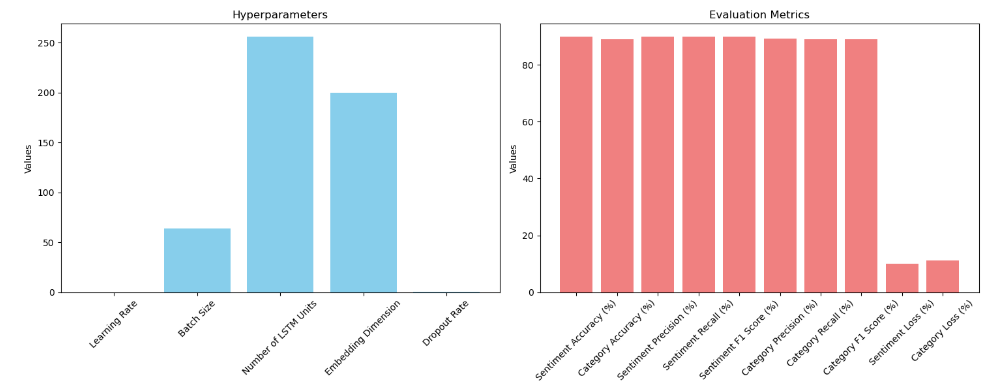 Hyperparameters
Values
250
200
150
100
50
0
Learning Rate
Batch Size
Number of LSTM Units
Embedding Dimension
Dropout Rate
Evaluation Metrics
Values
80
60
40
20
0
Sentiment Accuracy (%)
Category Accuracy (%)
Sentiment Precision (%)
Sentiment Recall (%)
Sentiment F1 Score (%)
Category Precision (%)
Category Recall (%)
Category F1 Score (%)
Sentiment Loss (%)
Category Loss (%)